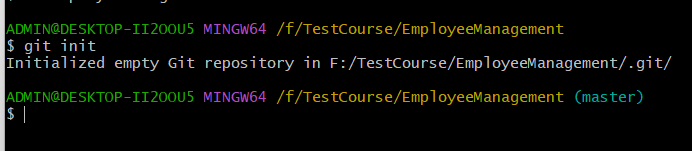 ADMIN@DESKTOP-II2OOU5 MINGW64 /f/TestCourse/EmployeeManagement
$ git init
Initialized empty Git repository in F:/TestCourse/EmployeeManagement/.git/
ADMIN@DESKTOP-II2OOU5 MINGW64 /f/TestCourse/EmployeeManagement (master)
$